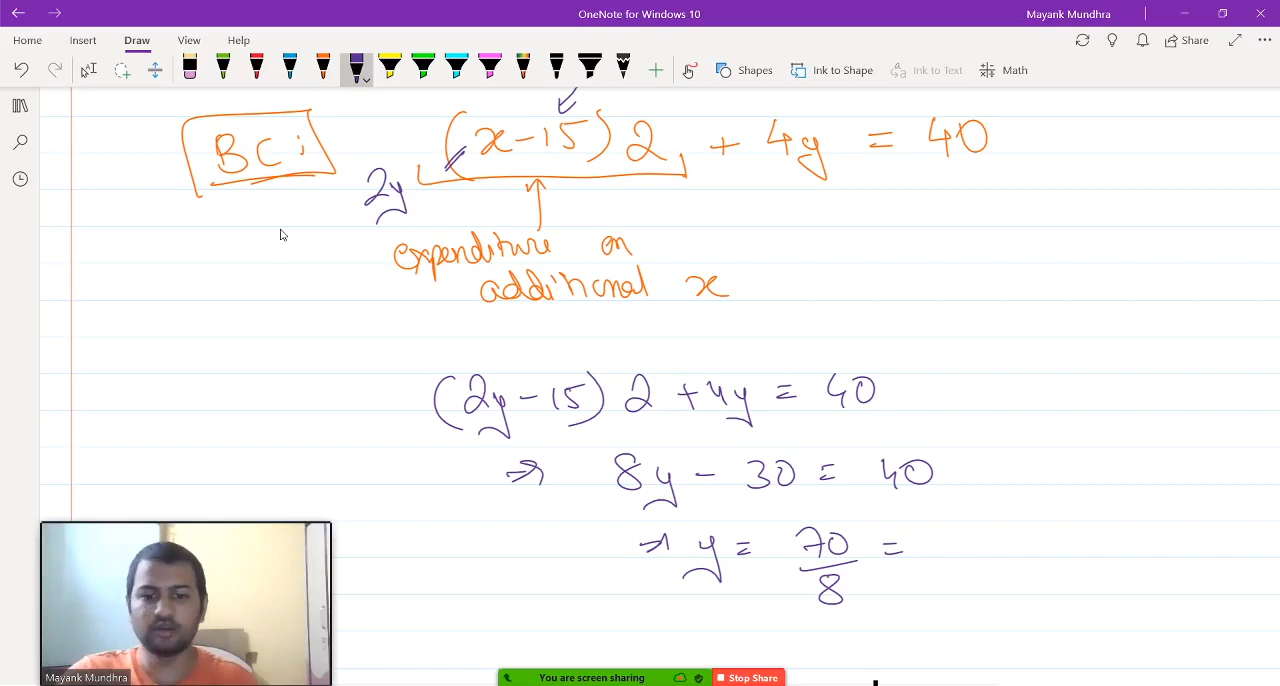 OneNote for Windows 10
Mayank Mundhra
Home Insert Draw View Help
Share
Shapes Ink to Shape Ink to Text Math
BCi (x-15) 2 + 4y = 40
2y
expenditure on
additional x
(2y - 15) 2 + 4y = 40
⇒ 8y - 30 = 40
→ y = 70/8 =
Mayank Mundhra
You are screen sharing Stop Share